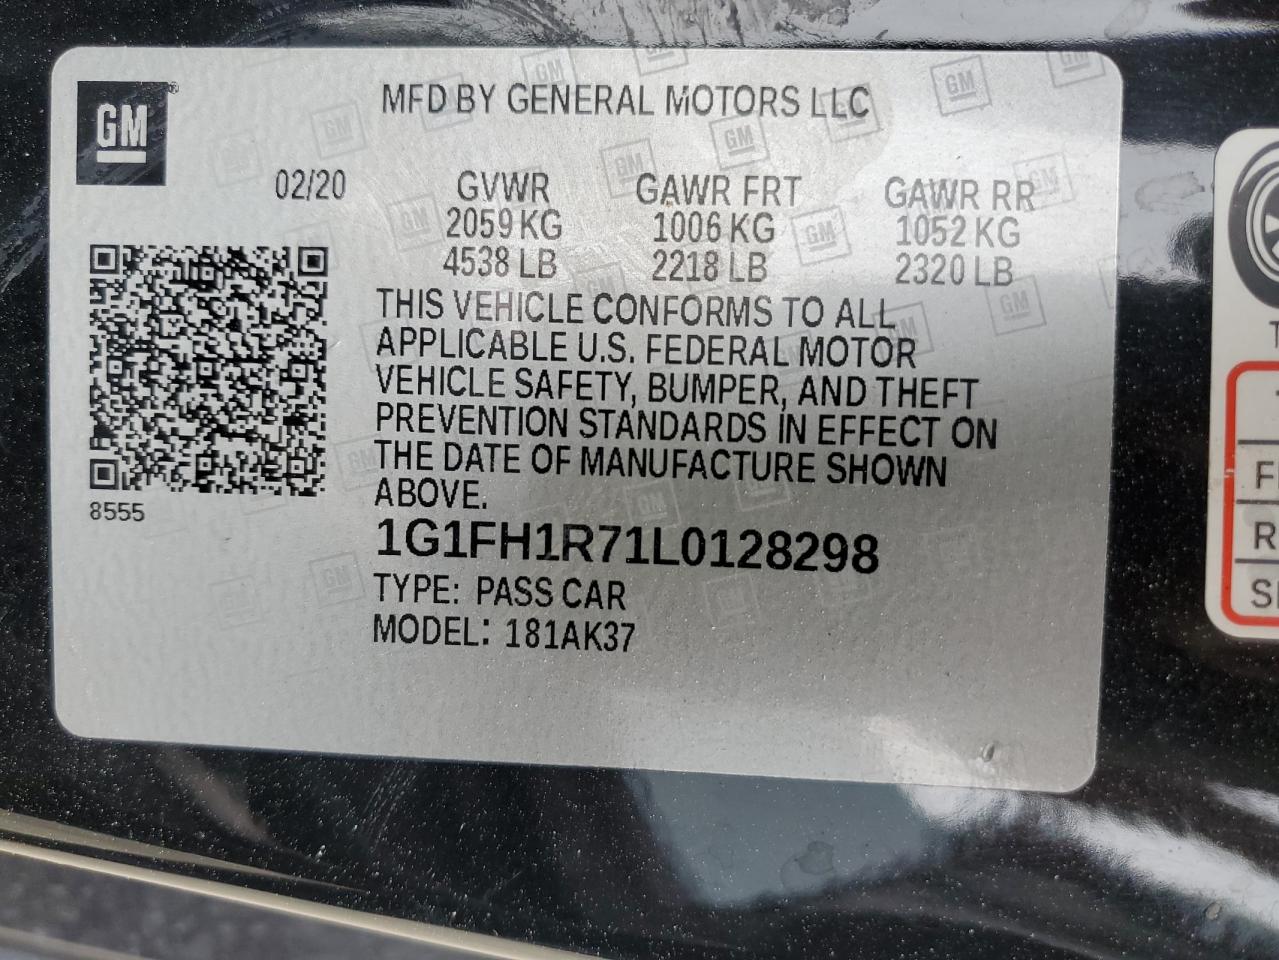 GM
MFD BY GENERAL MOTORS LLC
02/20
GVWR
2059 KG
4538 LB
GAWR FRT
1006 KG
2218 LB
GAWR RR
1052 KG
2320 LB
THIS VEHICLE CONFORMS TO ALL
APPLICABLE U.S. FEDERAL MOTOR
VEHICLE SAFETY, BUMPER, AND THEFT
PREVENTION STANDARDS IN EFFECT ON
THE DATE OF MANUFACTURE SHOWN
ABOVE.
8555
1G1FH1R71L0128298
TYPE: PASS CAR
MODEL: 181AK37